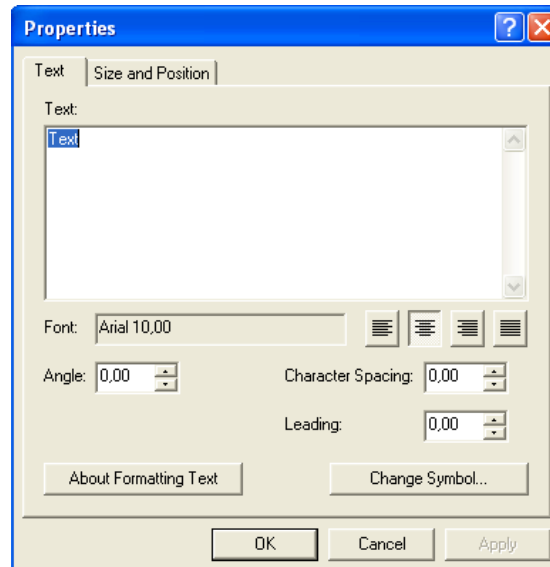 Properties
Text Size and Position
Text:
Text
Font: Arial 10,00
Angle: 0,00 Character Spacing: 0,00
Leading: 0,00
About Formatting Text Change Symbol...
OK Cancel Apply